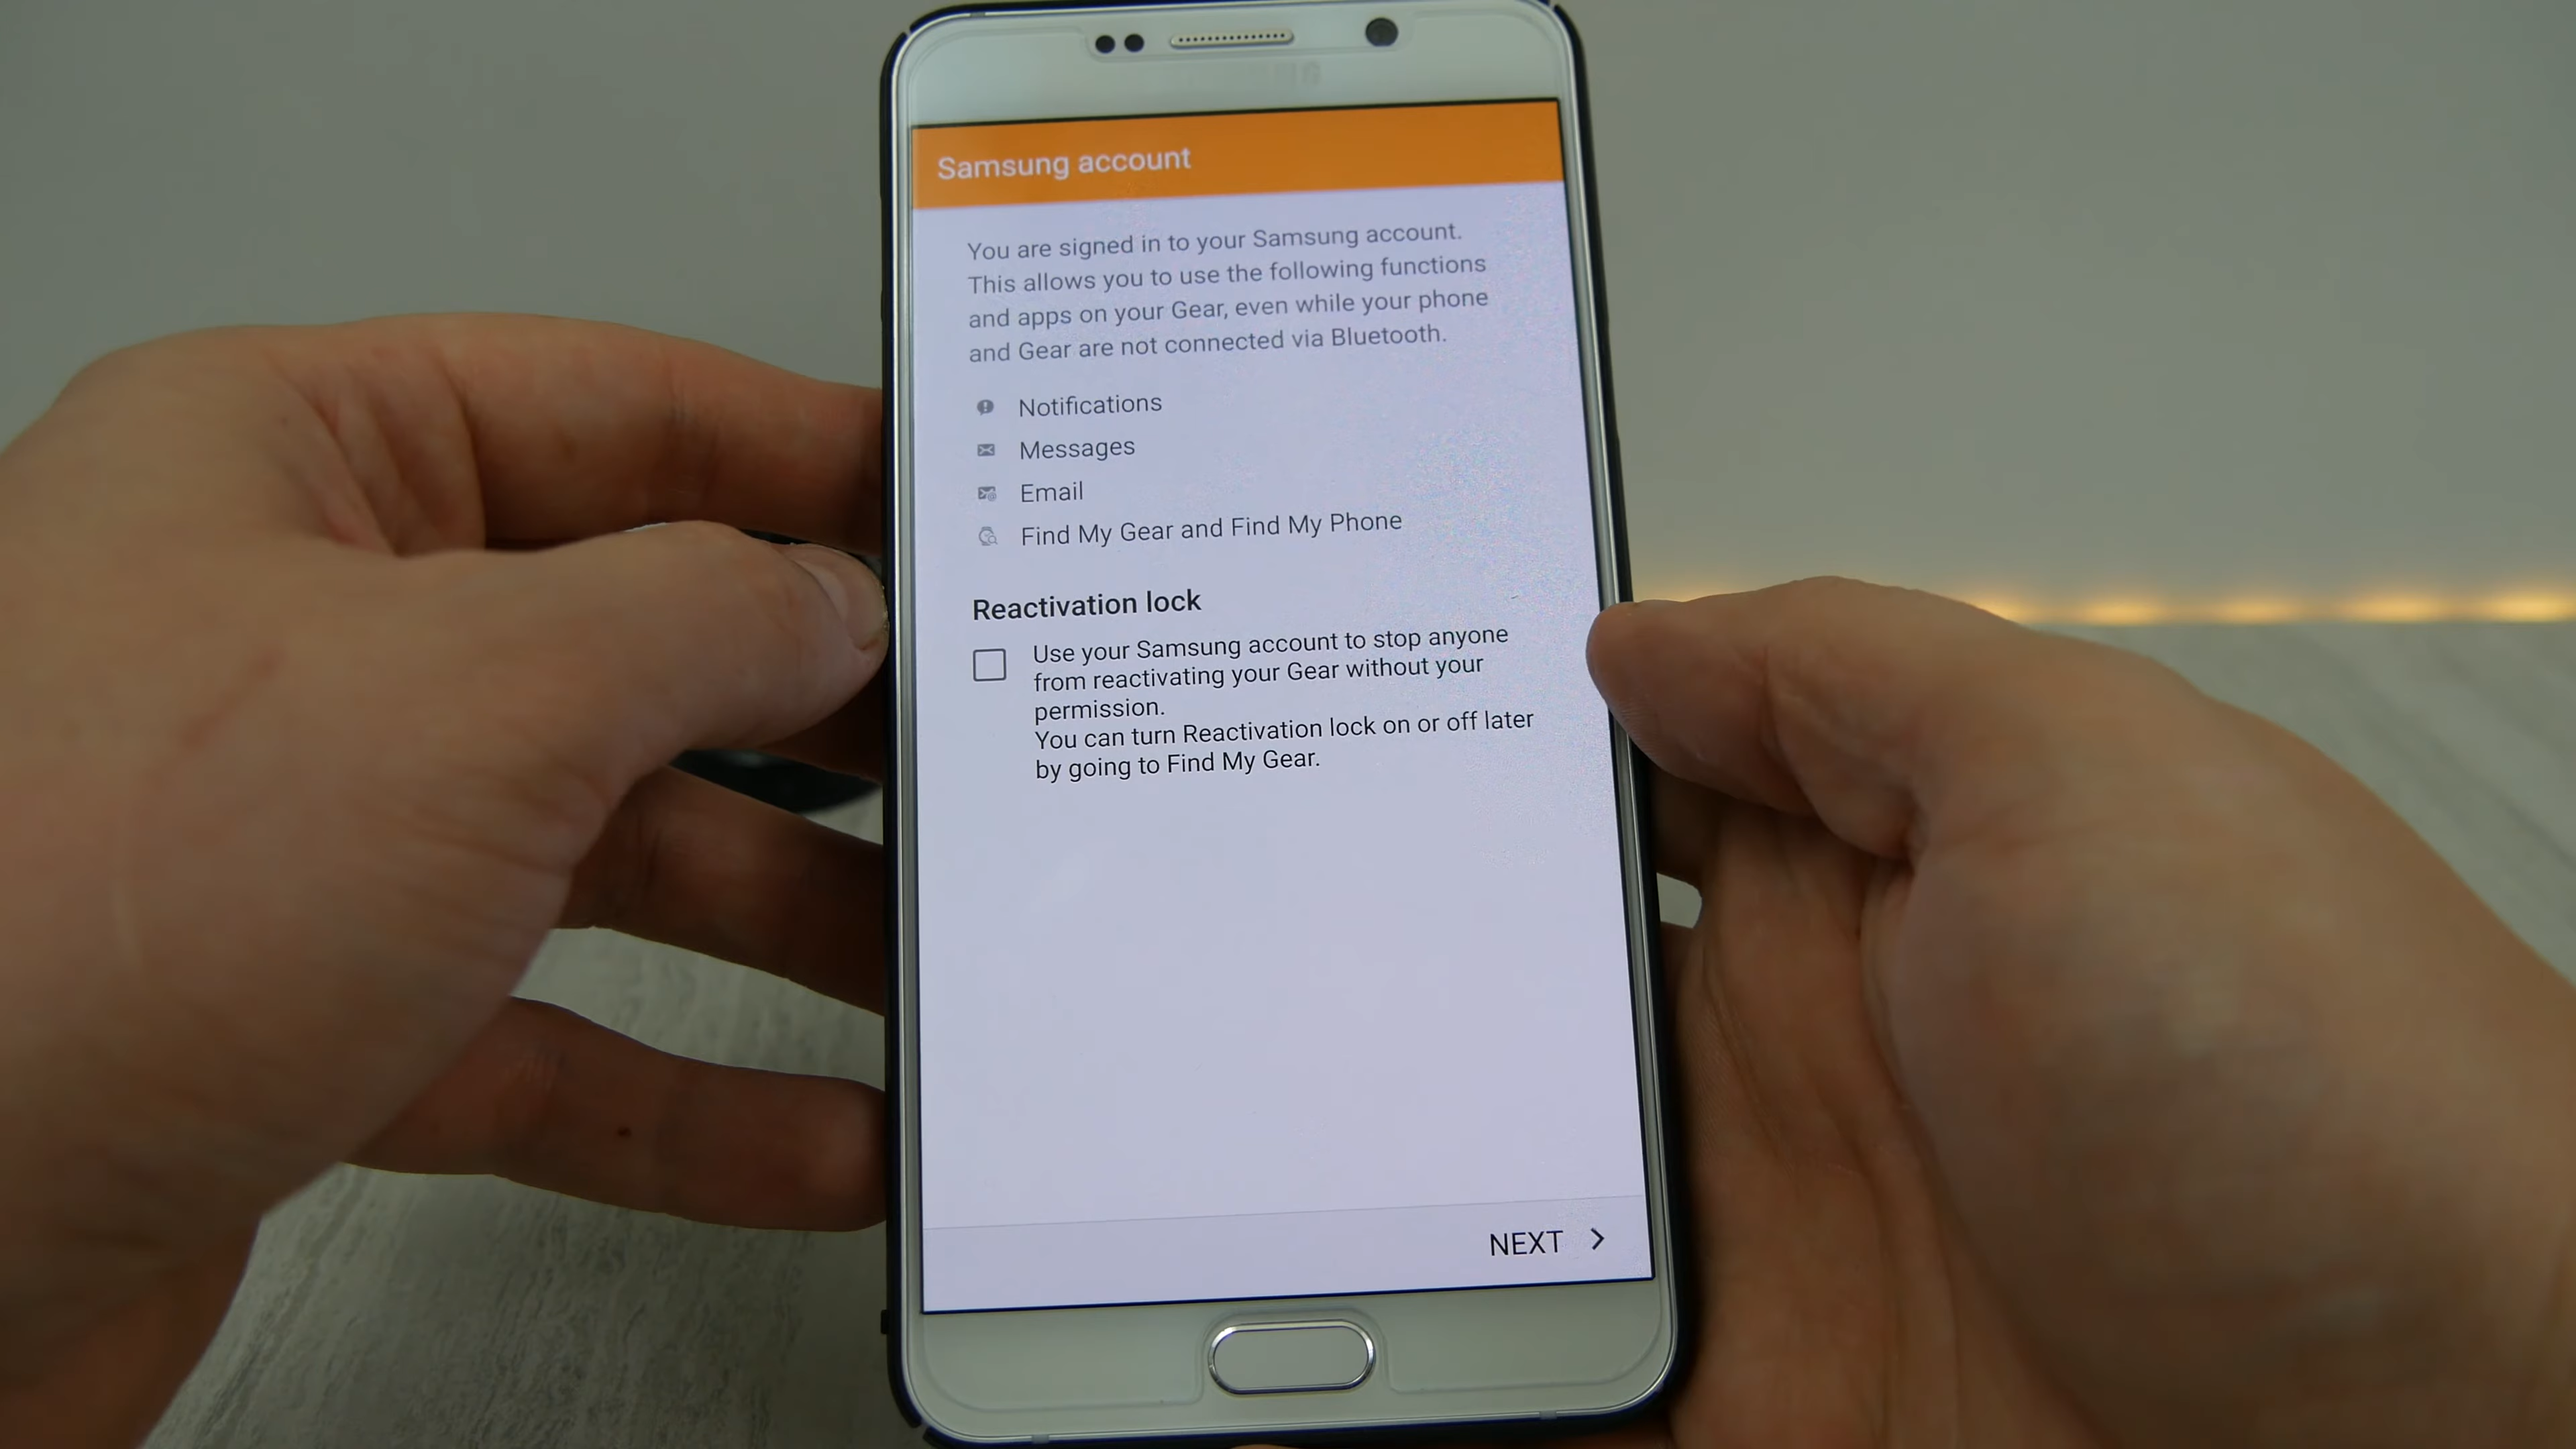 Samsung account
You are signed in to your Samsung account.
This allows you to use the following functions
and apps on your Gear, even while your phone
and Gear are not connected via Bluetooth.
Notifications
Messages
Email
Find My Gear and Find My Phone
Reactivation lock
Use your Samsung account to stop anyone
from reactivating your Gear without your
permission.
You can turn Reactivation lock on or off later
by going to Find My Gear.
NEXT